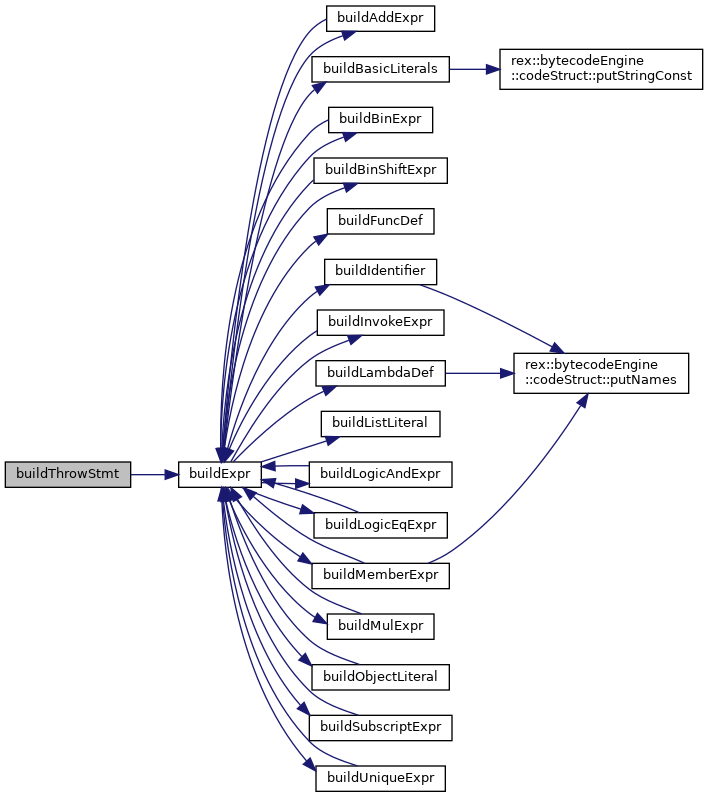 buildAddExpr
buildBasicLiterals
rex::bytecodeEngine
::codeStruct::putStringConst
buildBinExpr
buildBinShiftExpr
buildFuncDef
buildIdentifier
buildInvokeExpr
rex::bytecodeEngine
::codeStruct::putNames
buildLambdaDef
buildListLiteral
buildThrowStmt
buildExpr
buildLogicAndExpr
buildLogicEqExpr
buildMemberExpr
buildMulExpr
buildObjectLiteral
buildSubscriptExpr
buildUniqueExpr